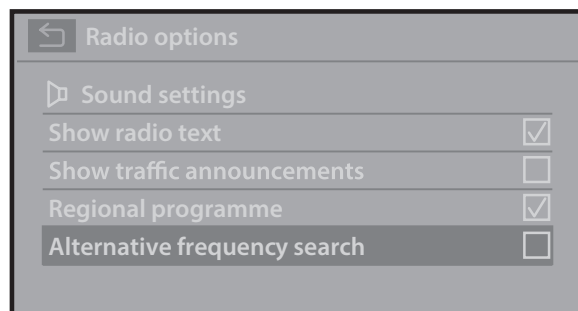 Radio options
Sound settings
Show radio text
Show traffic announcements
Regional programme
Alternative frequency search